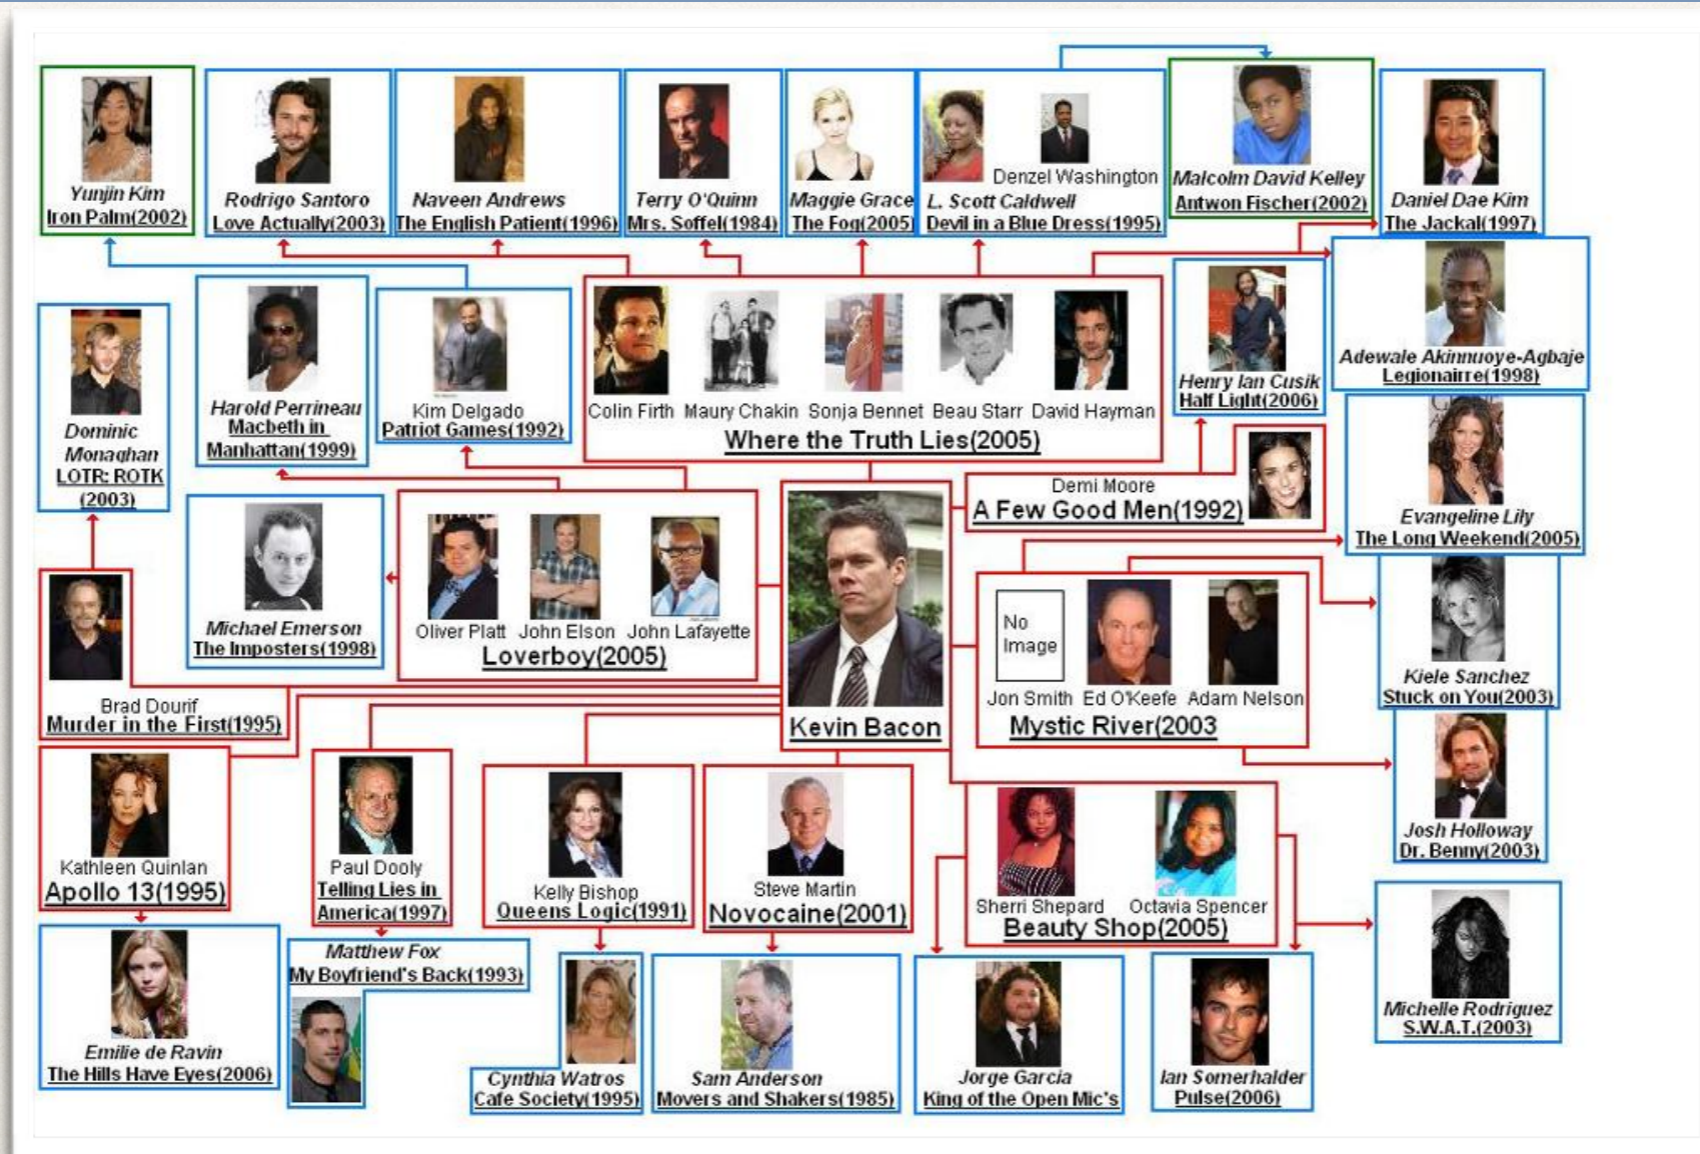 Yunjin Kim
Iron Palm(2002)
Rodrigo Santoro
Love Actually(2003)
Naveen Andrews
The English Patient(1996)
Terry O'Quinn
Mrs. Soffel(1984)
Maggie Grace
The Fog(2005)
Denzel Washington
L. Scott Caldwell
Devil in a Blue Dress(1995)
Malcolm David Kelley
Antwon Fischer(2002)
Daniel Dae Kim
The Jackal(1997)
Dominic
Monaghan
LOTR: ROTK
(2003)
Harold Perrineau
Macbeth in
Manhattan(1999)
Kim Delgado
Patriot Games(1992)
Colin Firth Maury Chakin Sonja Bennet Beau Starr David Hayman
Where the Truth Lies(2005)
Henry Ian Cusik
Half Light(2006)
Adewale Akinnuoye-Agbaje
Legionairre(1998)
Demi Moore
A Few Good Men(1992)
Evangeline Lily
The Long Weekend(2005)
Michael Emerson
The Imposters(1998)
Oliver Platt John Elson John Lafayette
Loverboy(2005)
Kevin Bacon
No
Image
Jon Smith Ed O'Keefe Adam Nelson
Mystic River(2003
Kiele Sanchez
Stuck on You(2003)
Brad Dourif
Murder in the First(1995)
Josh Holloway
Dr. Benny(2003)
Kathleen Quinlan
Apollo 13(1995)
Paul Dooly
Telling Lies in
America(1997)
Kelly Bishop
Queens Logic(1991)
Steve Martin
Novocaine(2001)
Sherri Shepard Octavia Spencer
Beauty Shop(2005)
Michelle Rodriguez
S.W.A.T.(2003)
Emilie de Ravin
The Hills Have Eyes(2006)
Matthew Fox
My Boyfriend's Back(1993)
Cynthia Watros
Cafe Society(1995)
Sam Anderson
Movers and Shakers(1985)
Jorge Garcia
King of the Open Mic's
Ian Somerhalder
Pulse(2006)